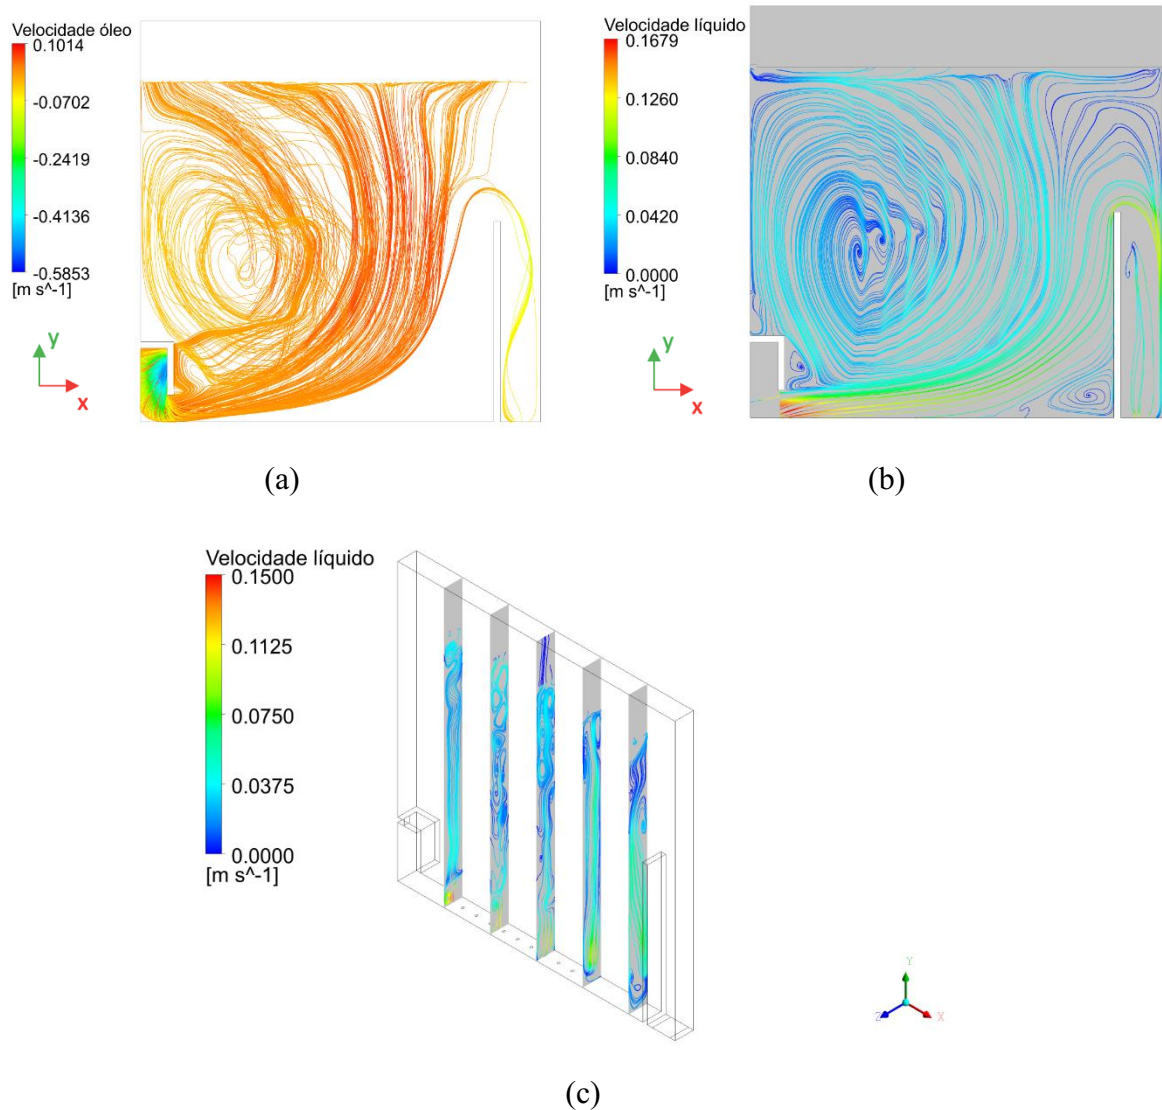 Velocidade óleo
0.1014
-0.0702
-0.2419
-0.4136
-0.5853
[m s^-1]
y
x
(a)
Velocidade líquido
0.1679
0.1260
0.0840
0.0420
0.0000
[m s^-1]
y
x
(b)
Velocidade líquido
0.1500
0.1125
0.0750
0.0375
0.0000
[m s^-1]
Y
Z
X
(c)